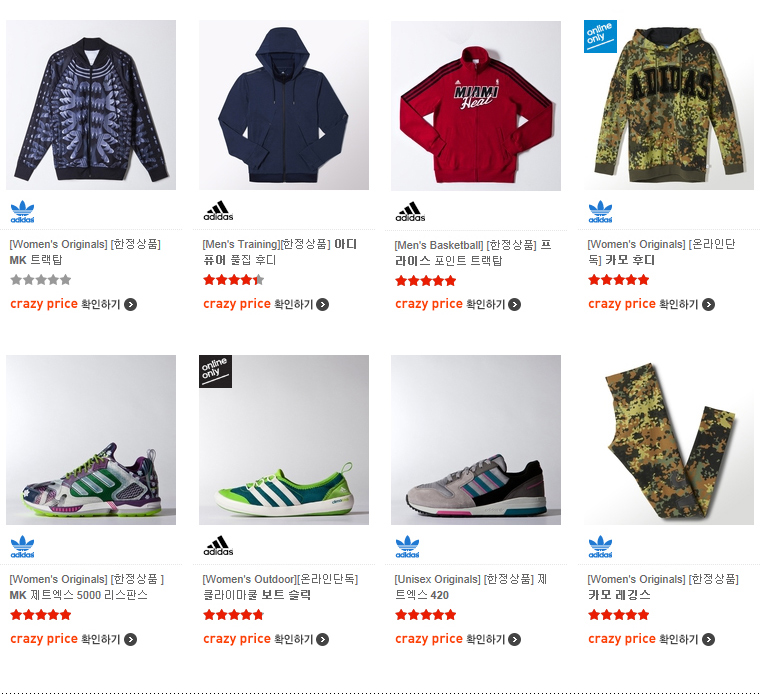 online
only
ADIDAS
MIAMI
Heat
adidas
adidas
adidas
adidas
[Women's Originals] [한정상품]
MK 트랙탑
[Men's Training][한정상품] 아디
퓨어 풀집 후디
[Men's Basketball] [한정상품] 프
라이스 포인트 트랙탑
[Women's Originals] [온라인단
독] 카모 후디
crazy price 확인하기
crazy price 확인하기
crazy price 확인하기
crazy price 확인하기
online
only
adidas
adidas
adidas
adidas
[Women's Originals] [한정상품 ]
MK 제트엑스 5000 리스판스
[Women's Outdoor][온라인단독]
클라이마쿨 보트 슬릭
[Unisex Originals] [한정상품] 제
트엑스 420
[Women's Originals] [한정상품]
카모 레깅스
crazy price 확인하기
crazy price 확인하기
crazy price 확인하기
crazy price 확인하기